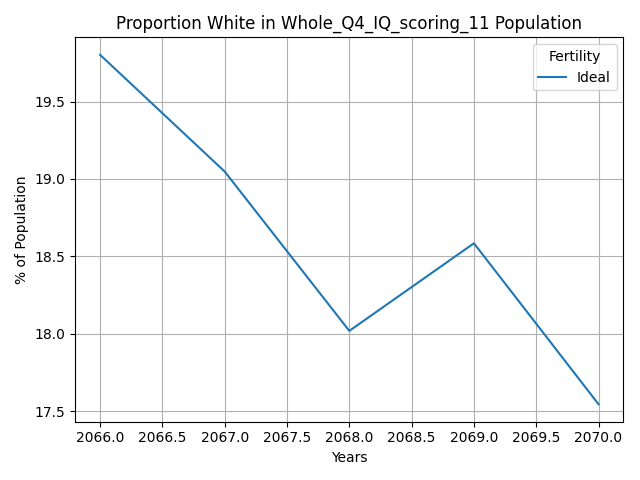 Proportion White in Whole_Q4_IQ_scoring_11 Population
Fertility
Ideal
19.5
19.0
18.5
18.0
17.5
% of Population
2066.0 2066.5 2067.0 2067.5 2068.0 2068.5 2069.0 2069.5 2070.0
Years